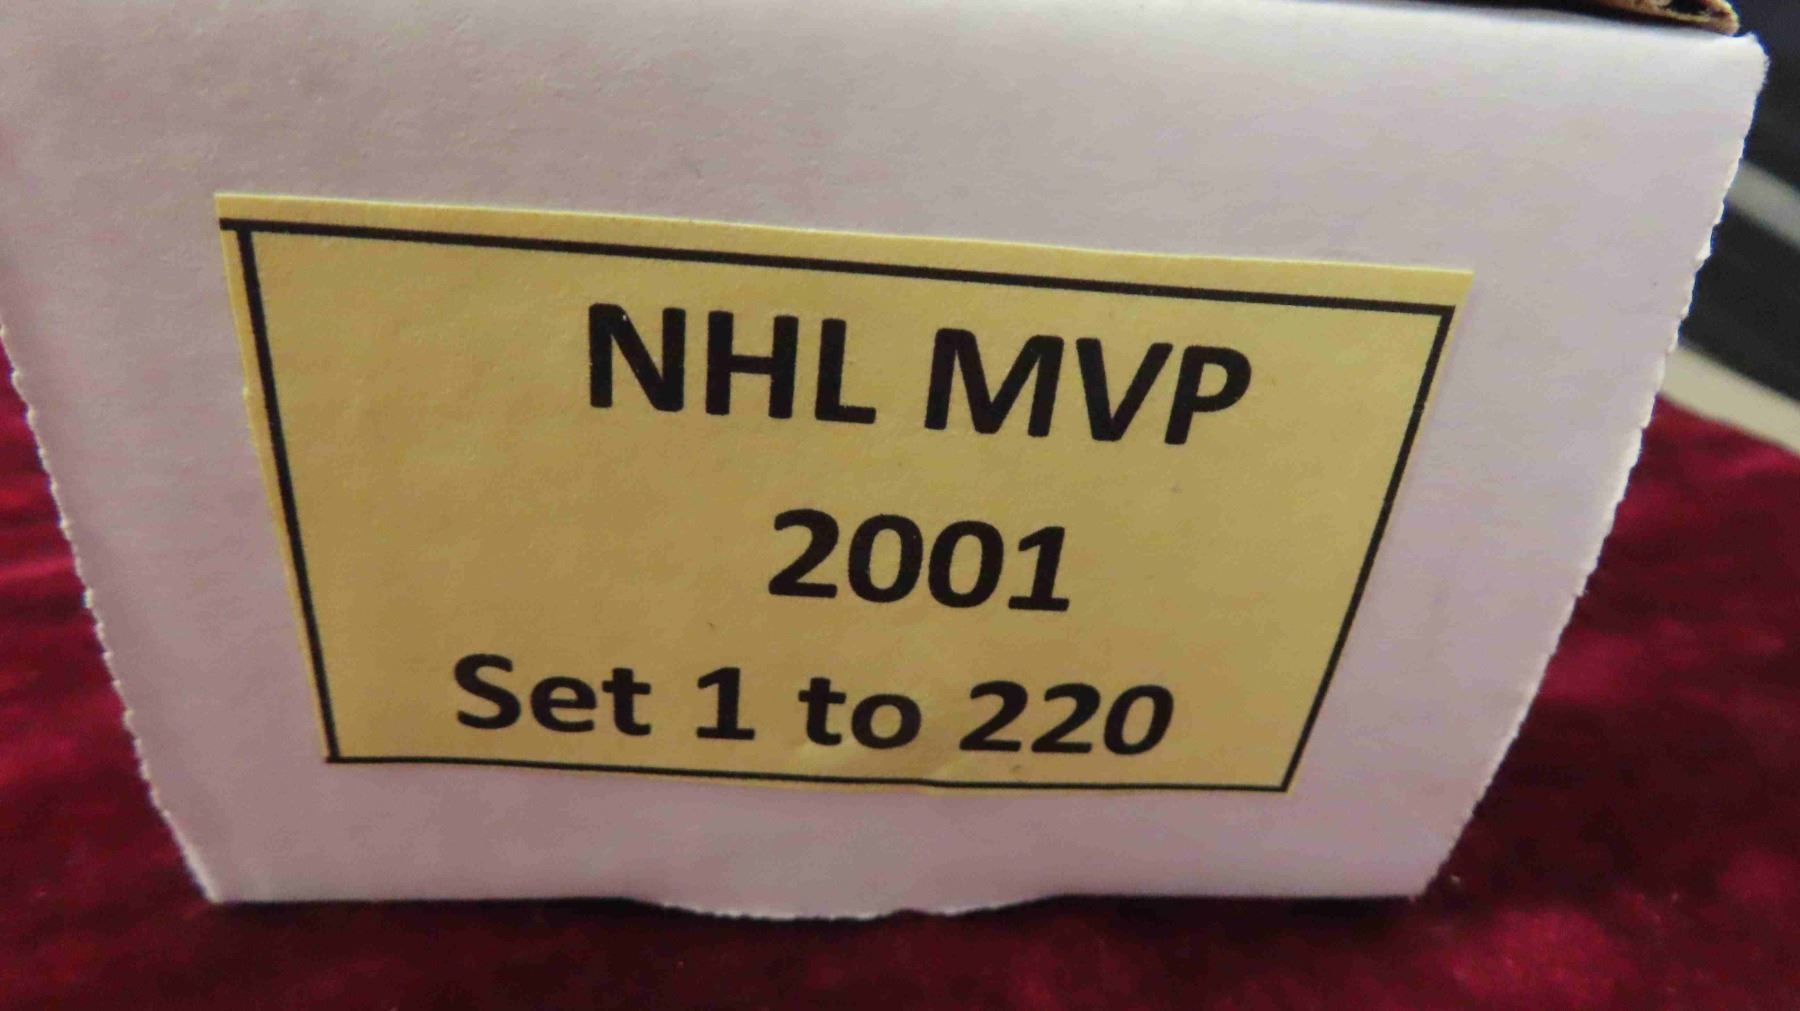 NHL MVP
2001
Set 1 to 220